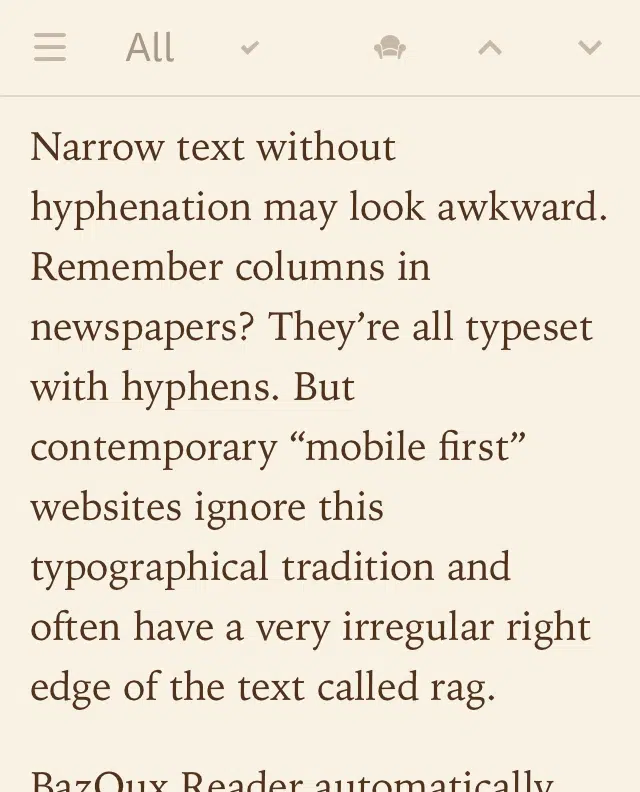 All
Narrow text without
hyphenation may look awkward.
Remember columns in
newspapers? They’re all typeset
with hyphens. But
contemporary “mobile first”
websites ignore this
typographical tradition and
often have a very irregular right
edge of the text called rag.
BazQux Reader automatically